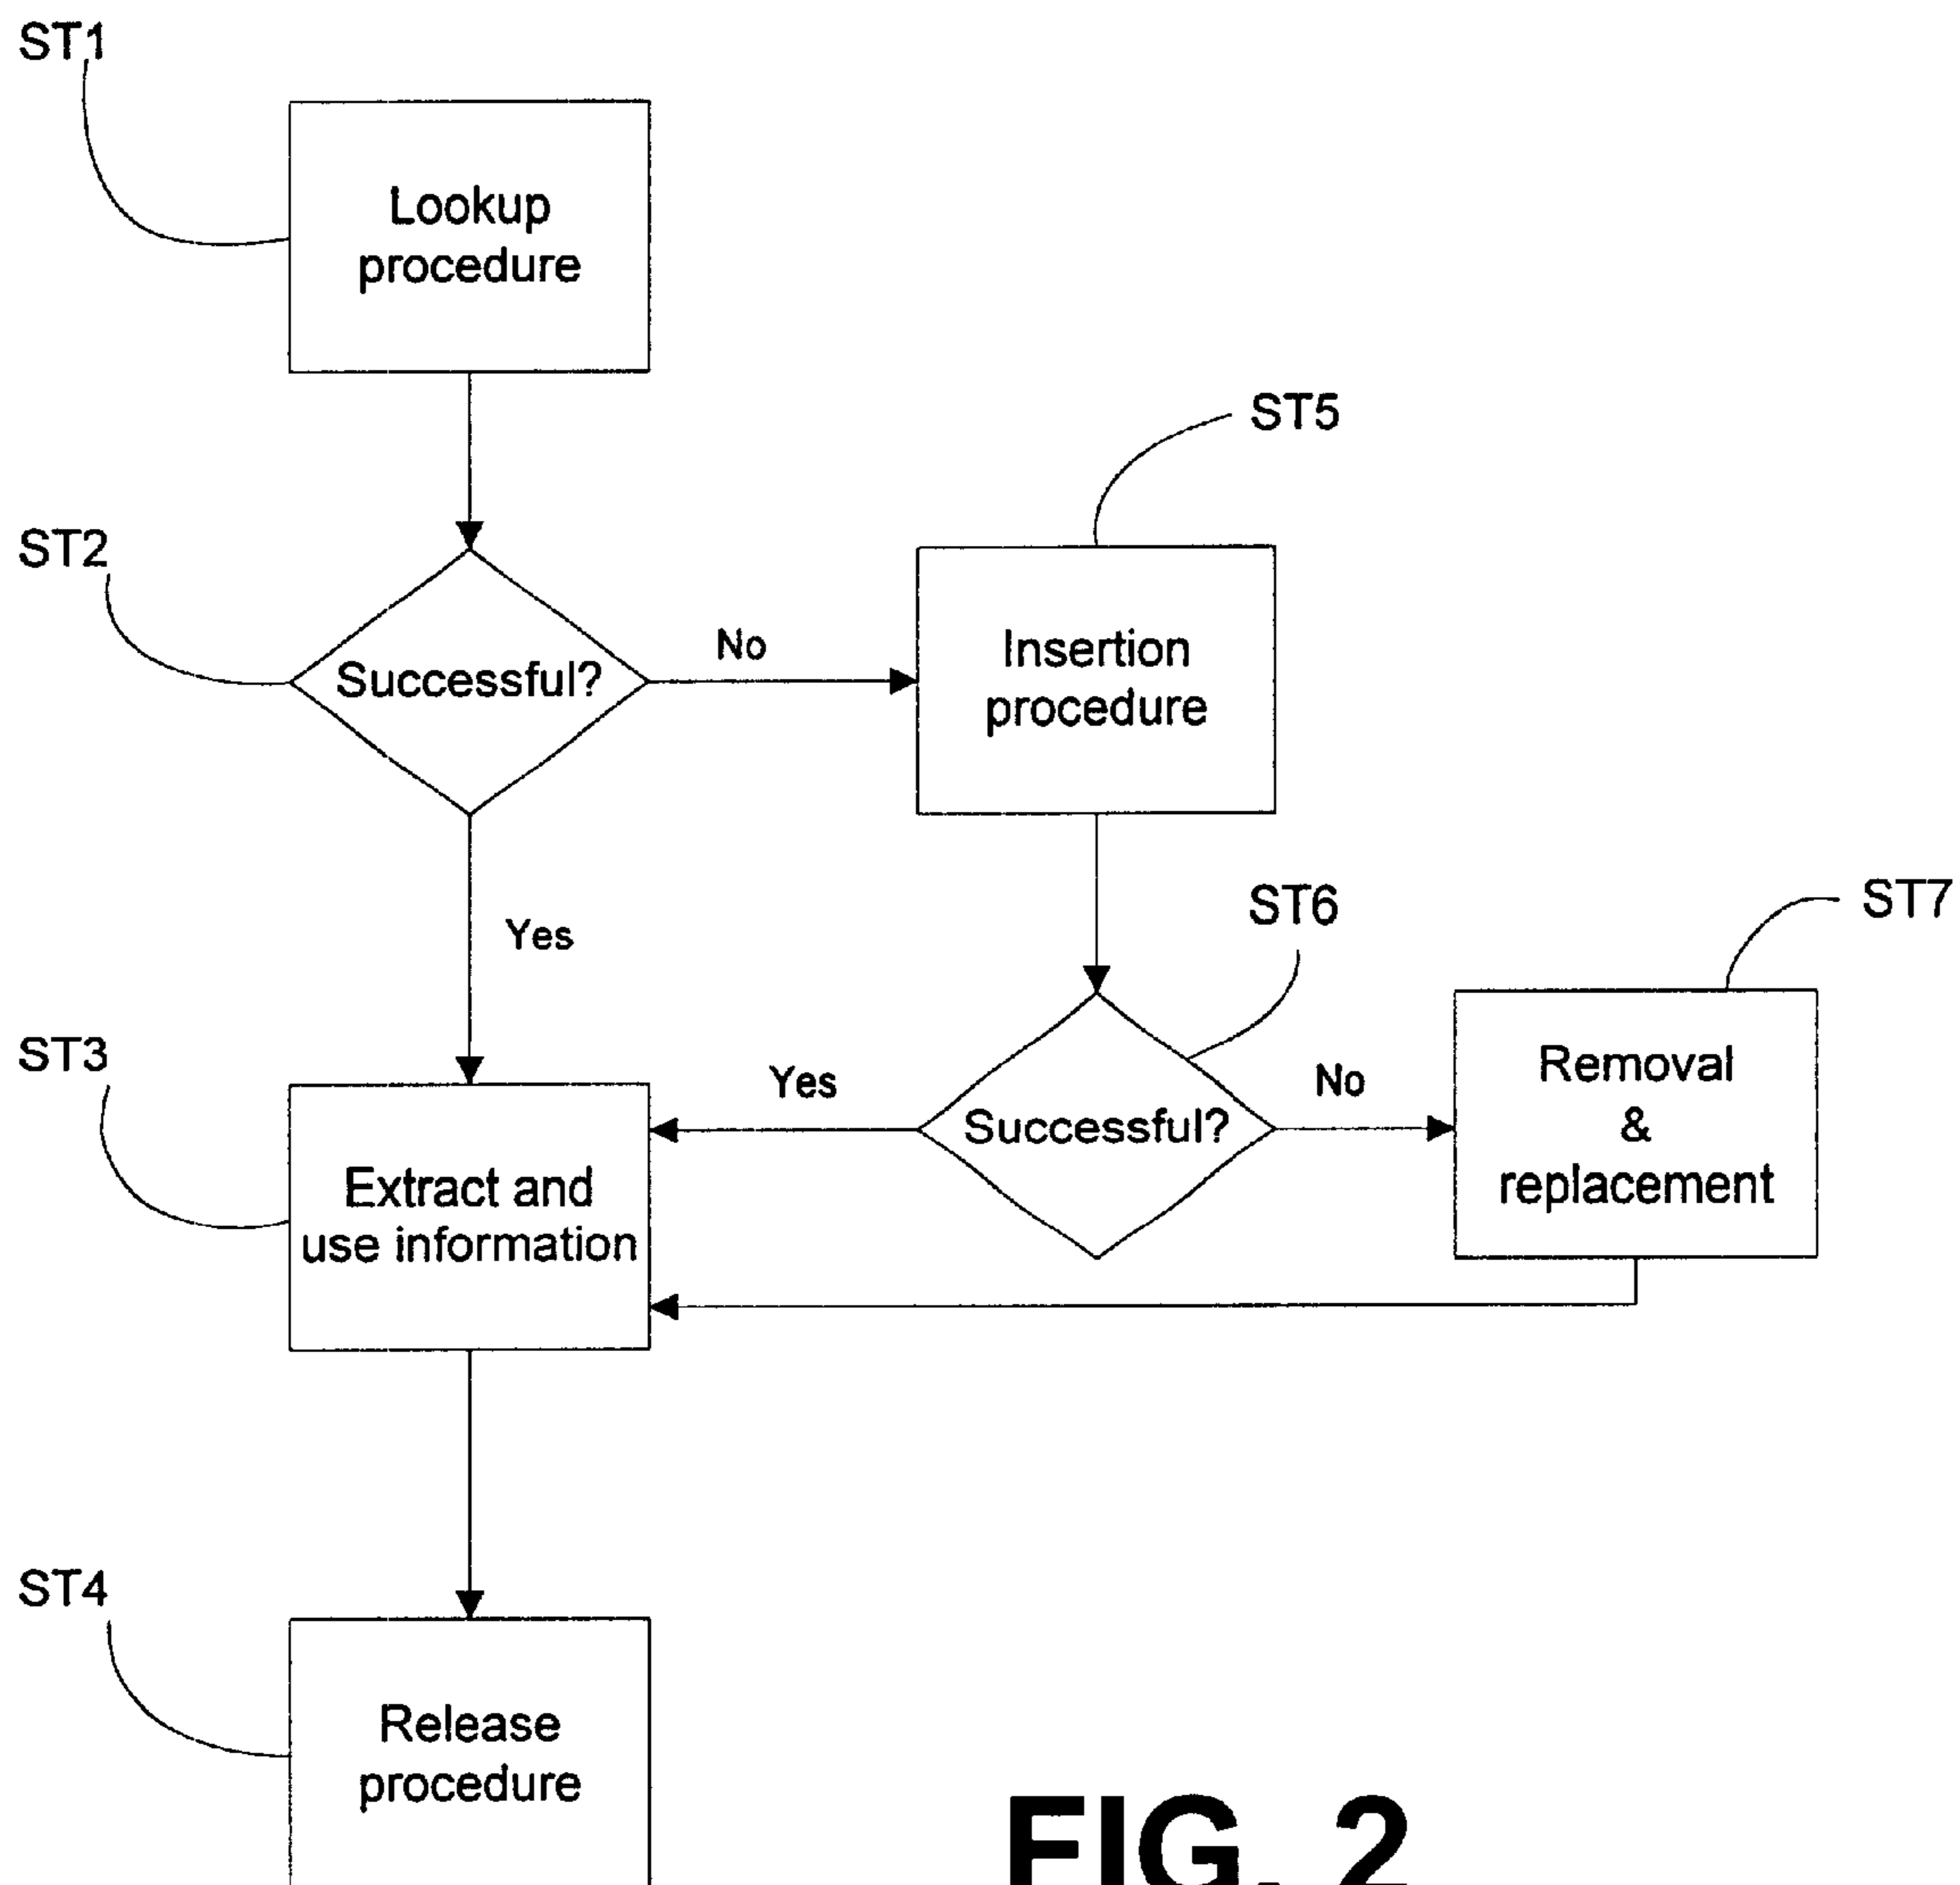 ST1
Lookup
procedure
ST5
ST2
Successful?
No
Insertion
procedure
Yes
ST6
ST7
ST3
Extract and
use information
Yes
Successful?
No
Removal
&
replacement
ST4
Release
procedure
FIG. 2